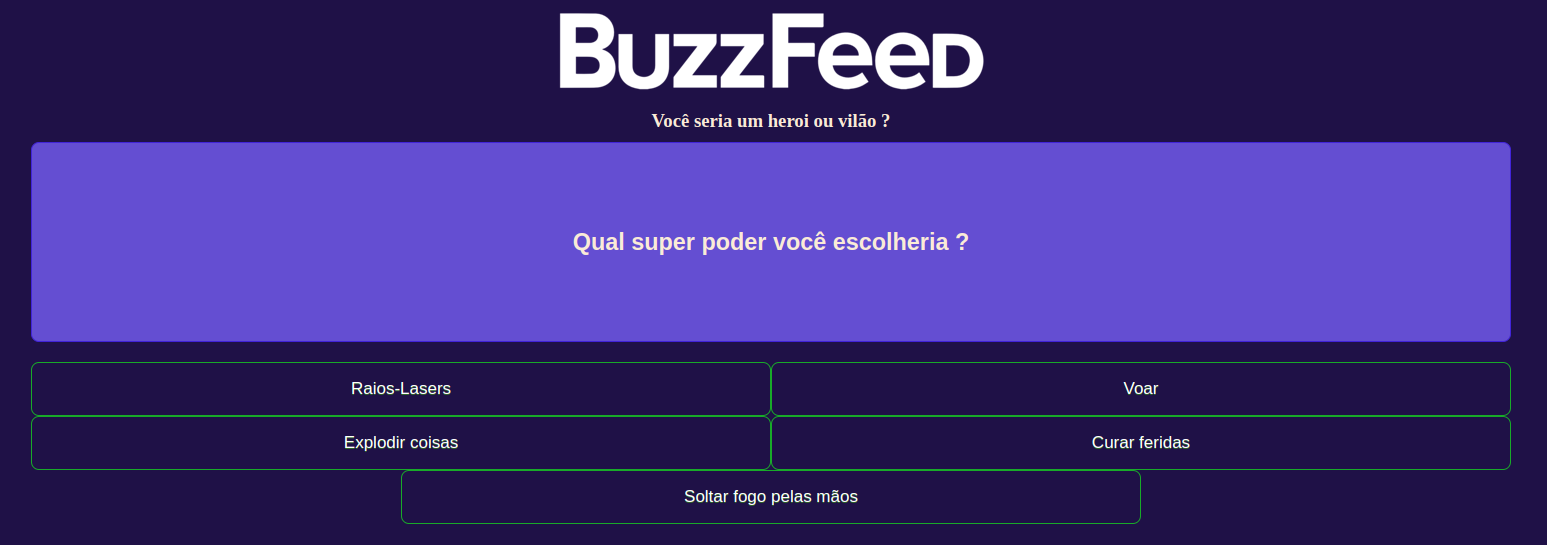 BuzzFeed
Você seria um heroi ou vilão ?
Qual super poder você escolheria ?
Raios-Lasers
Voar
Explodir coisas
Curar feridas
Soltar fogo pelas mãos